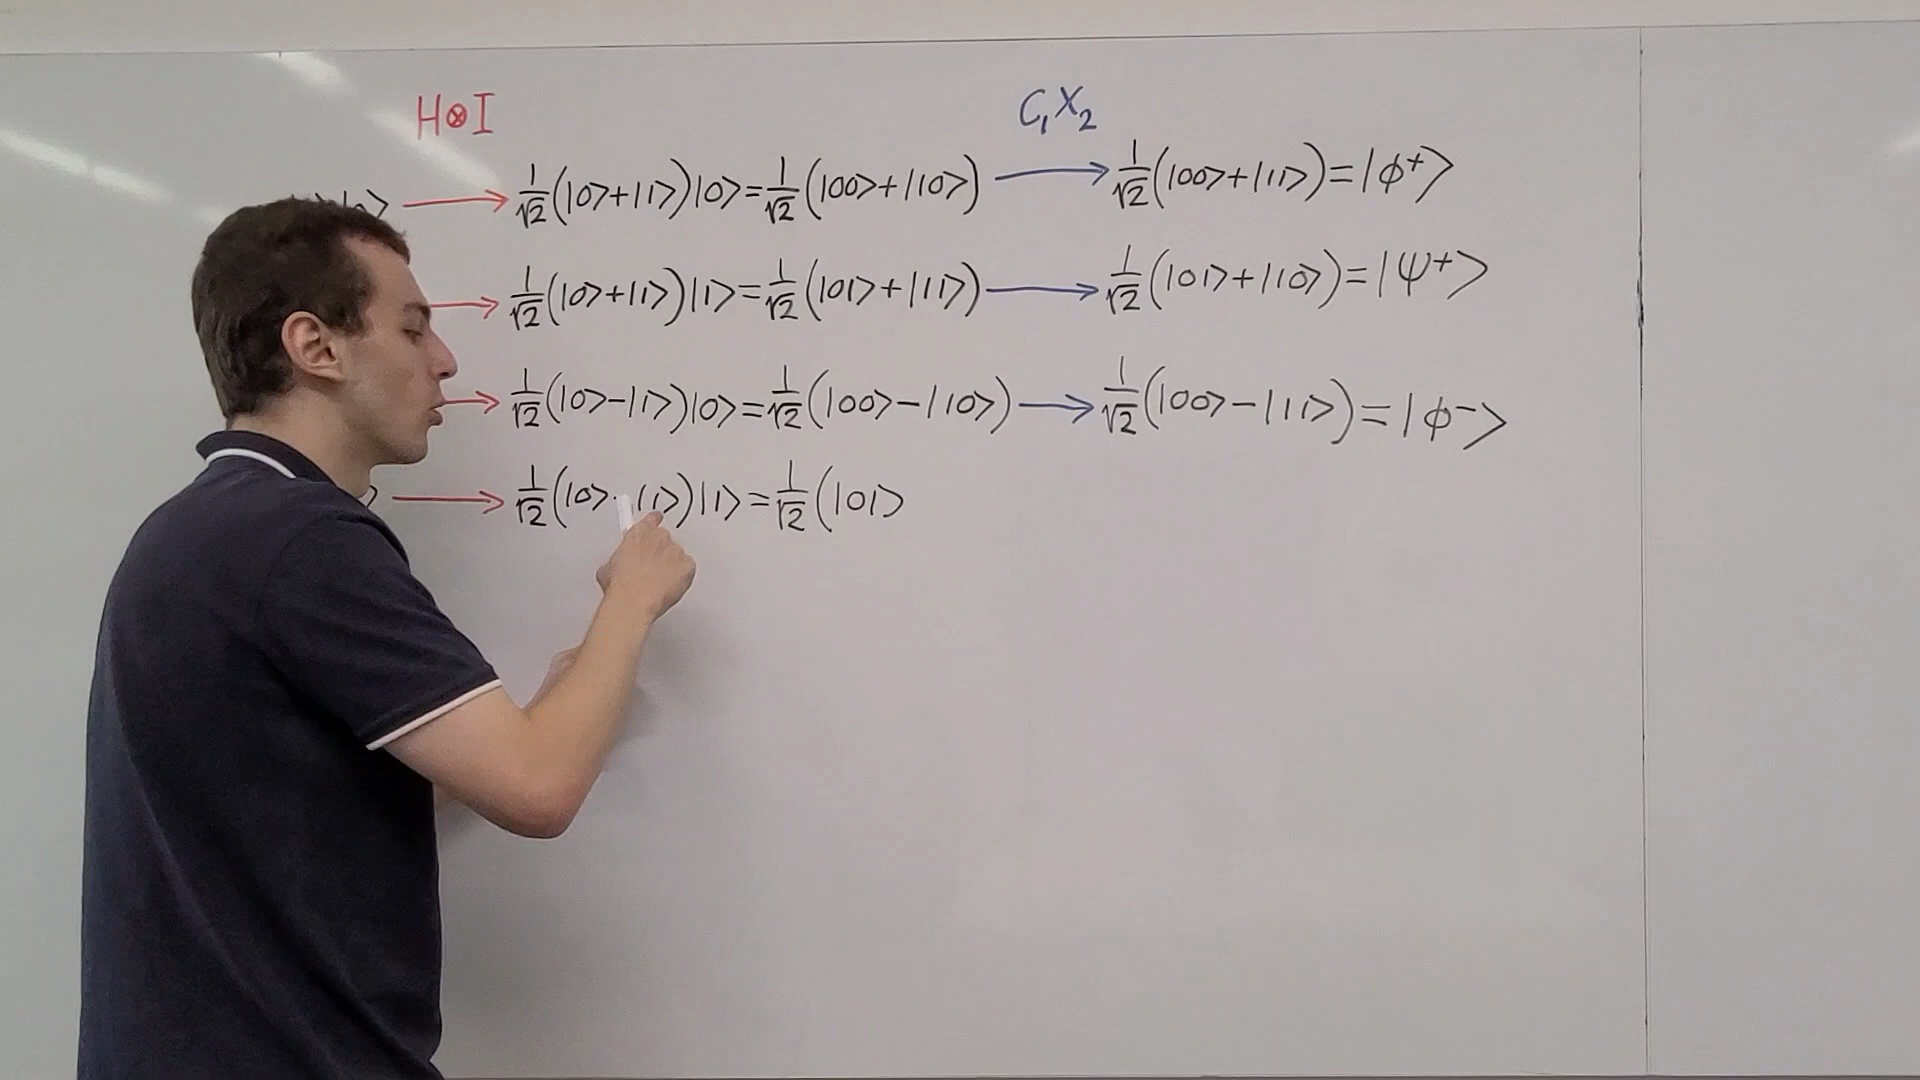 H⊗I C₁X₂
⟩ → 1/√2(|0⟩+|1⟩)|0⟩=1/√2(|00⟩+|10⟩) → 1/√2(|00⟩+|11⟩)=|ϕ⁺⟩
→ 1/√2(|0⟩+|1⟩)|1⟩=1/√2(|01⟩+|11⟩) → 1/√2(|01⟩+|10⟩)=|Ψ⁺⟩
→ 1/√2(|0⟩-|1⟩)|0⟩=1/√2(|00⟩-|10⟩) → 1/√2(|00⟩-|11⟩)=|ϕ⁻⟩
⟩ → 1/√2(|0⟩-|1⟩)|1⟩=1/√2(|01⟩